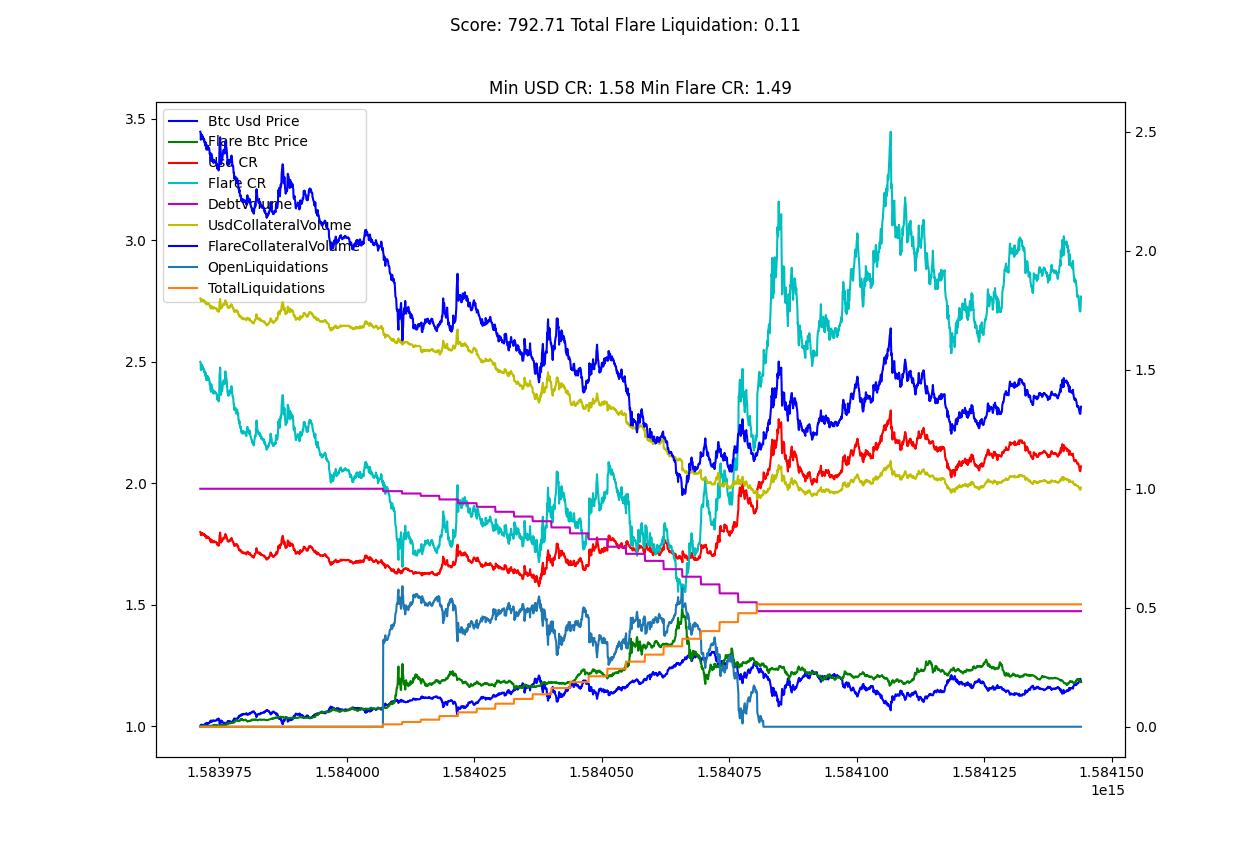 Score: 792.71 Total Flare Liquidation: 0.11
Min USD CR: 1.58 Min Flare CR: 1.49
3.5
3.0
2.5
2.0
1.5
1.0
Btc Usd Price
Flare Btc Price
Usd CR
Flare CR
DebtVolume
UsdCollateralVolume
FlareCollateralVolume
OpenLiquidations
TotalLiquidations
2.5
2.0
1.5
1.0
0.5
0.0
1.583975 1.584000 1.584025 1.584050 1.584075 1.584100 1.584125 1.584150
1e15